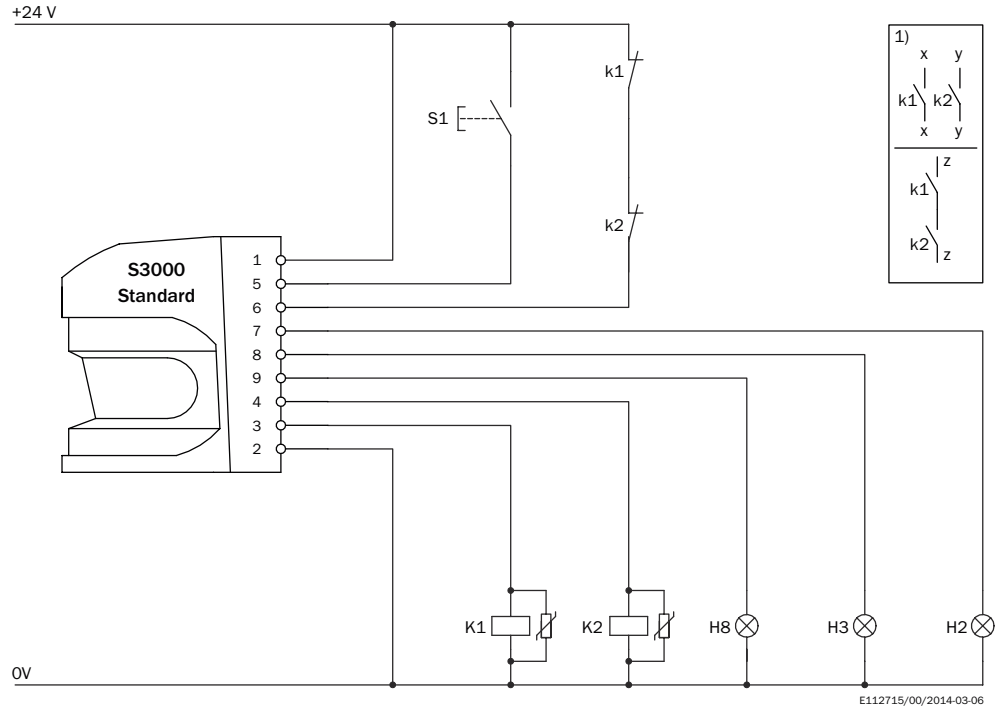 +24 V
1)
x y
k1
k1 k2
S1
x y
z
k1
k2
k2
z
S3000
Standard
1
5
6
7
8
9
4
3
2
K1
K2
H8
H3
H2
0V
E112715/00/2014-03-06